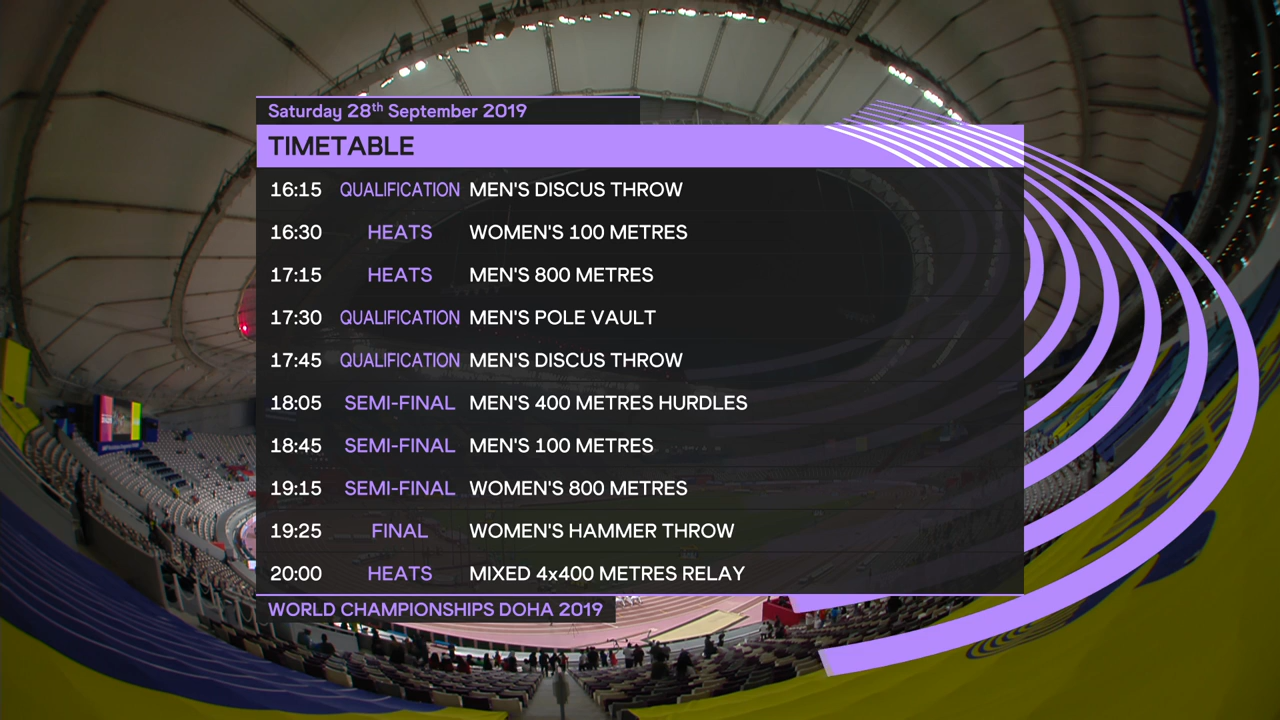 Saturday 28th September 2019
TIMETABLE
16:15 QUALIFICATION MEN'S DISCUS THROW
16:30 HEATS WOMEN'S 100 METRES
17:15 HEATS MEN'S 800 METRES
17:30 QUALIFICATION MEN'S POLE VAULT
17:45 QUALIFICATION MEN'S DISCUS THROW
18:05 SEMI-FINAL MEN'S 400 METRES HURDLES
18:45 SEMI-FINAL MEN'S 100 METRES
19:15 SEMI-FINAL WOMEN'S 800 METRES
19:25 FINAL WOMEN'S HAMMER THROW
20:00 HEATS MIXED 4x400 METRES RELAY
WORLD CHAMPIONSHIPS DOHA 2019